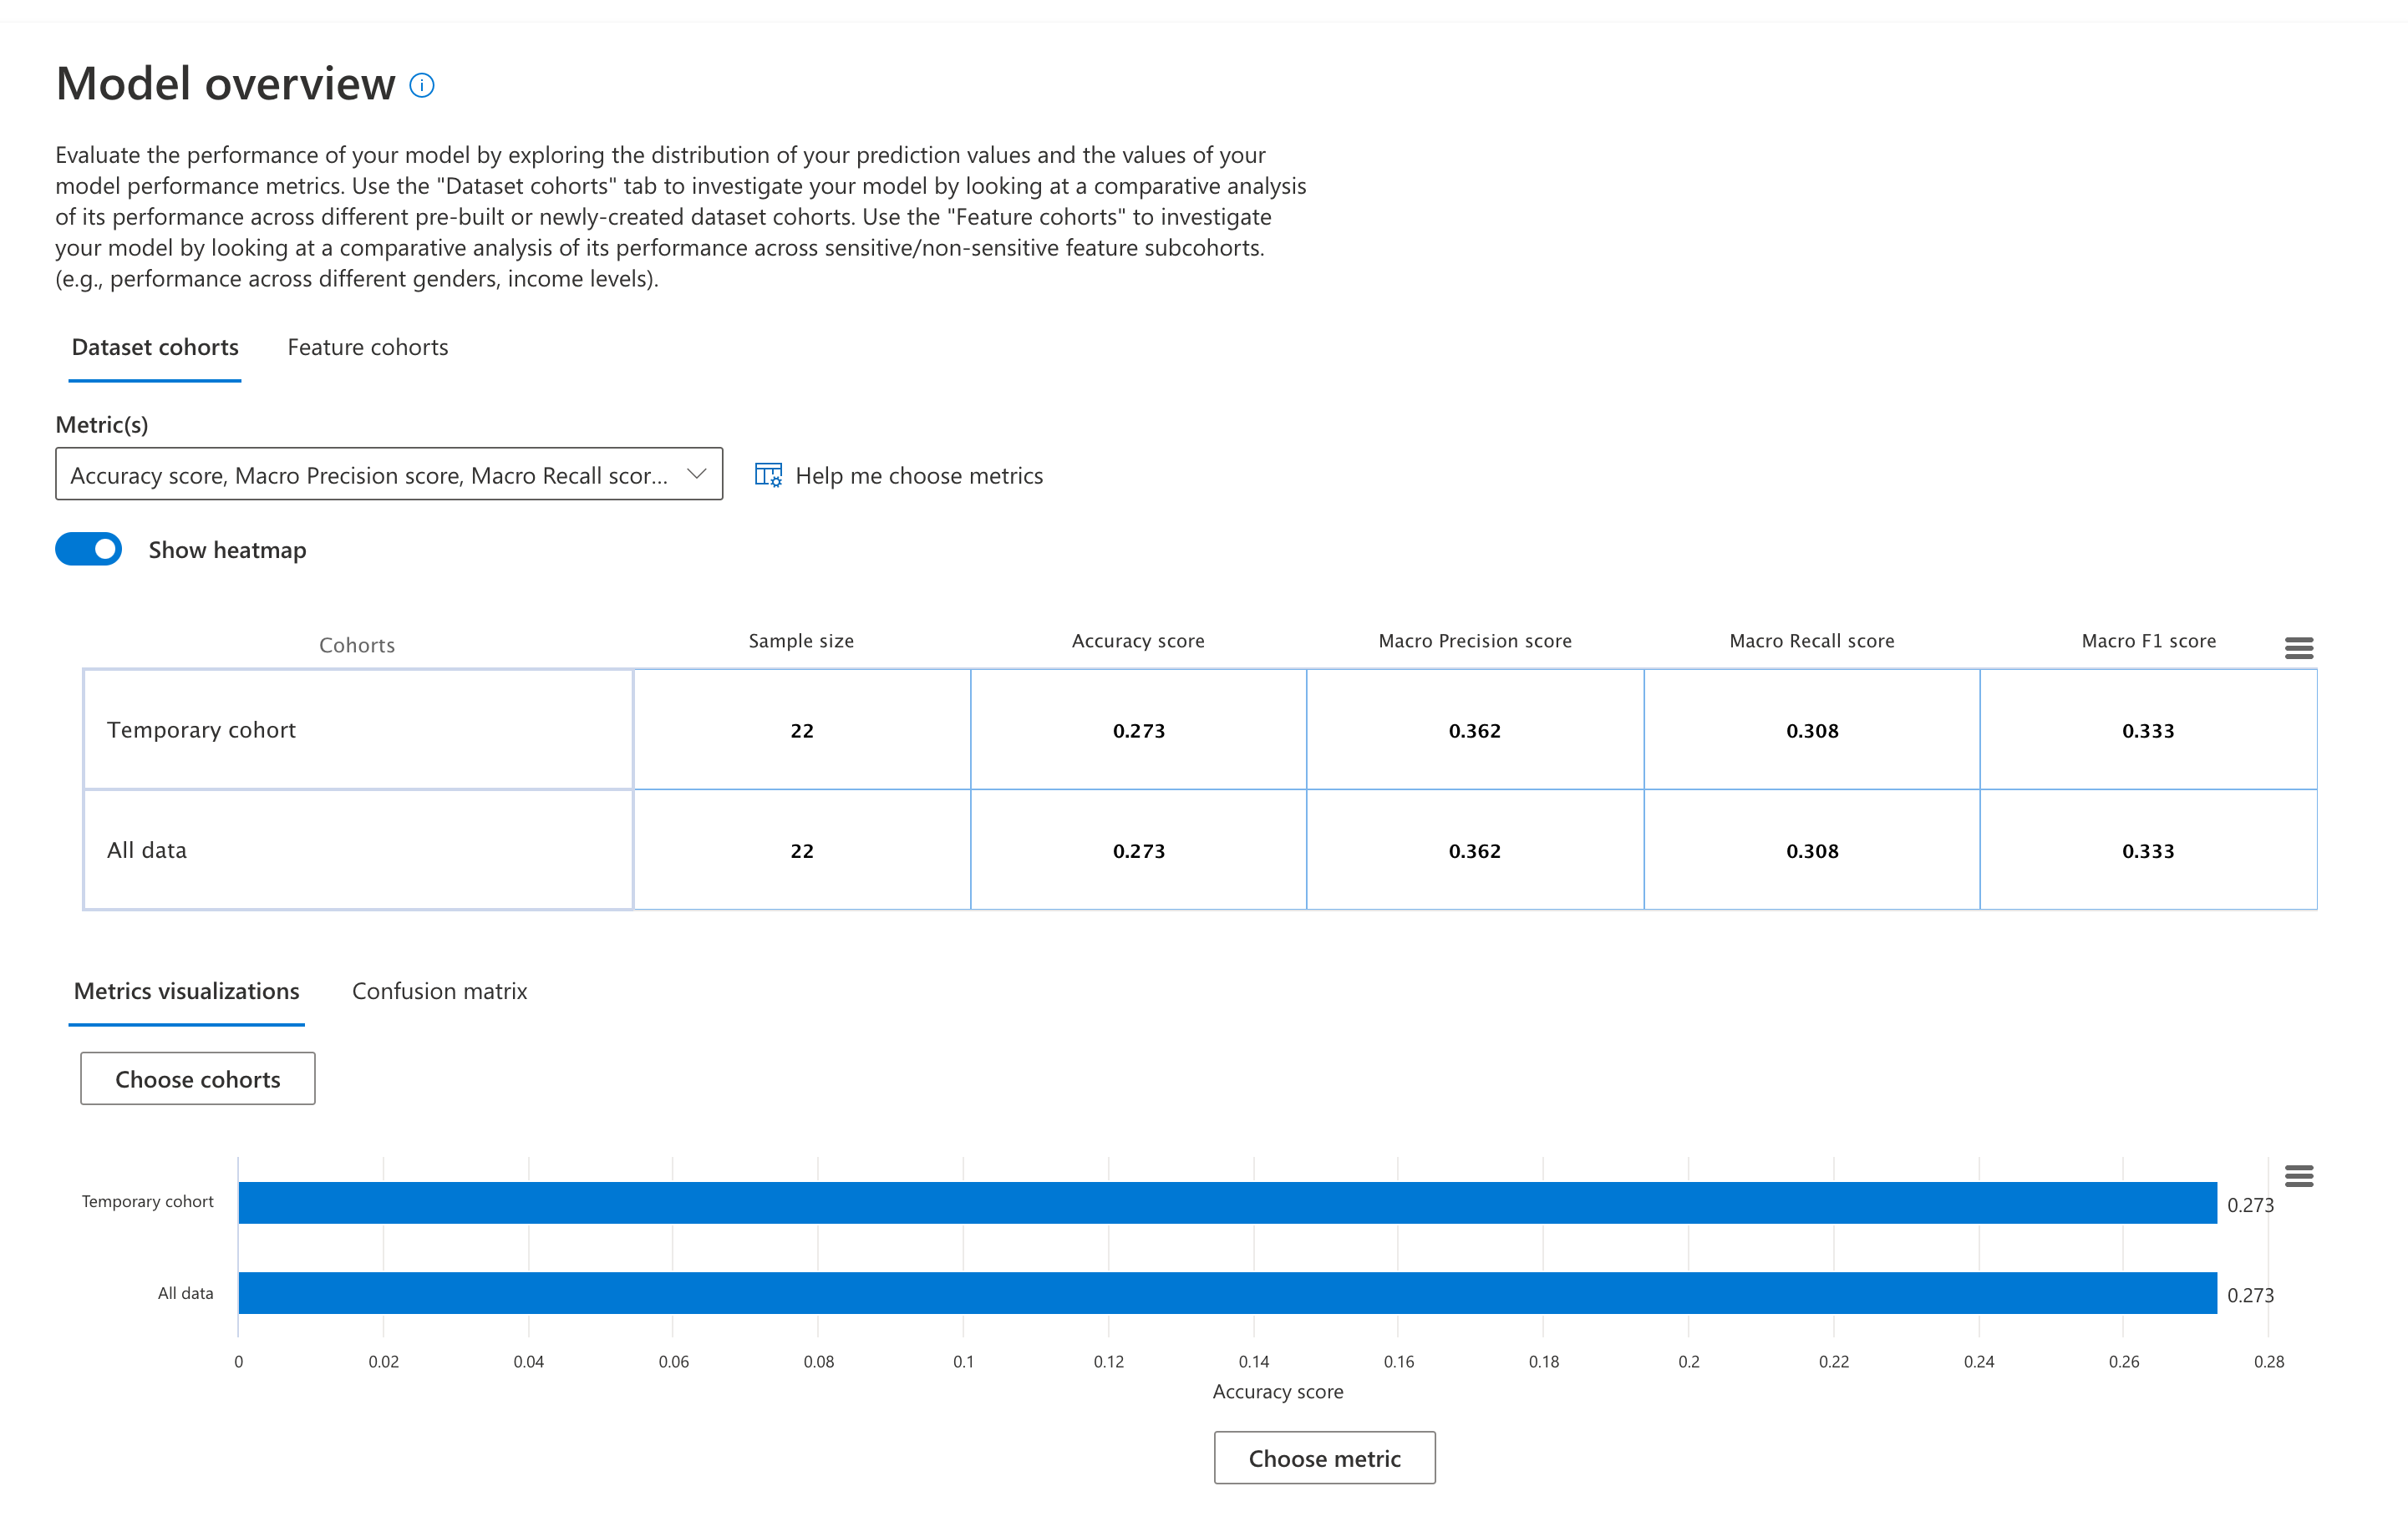 Model overview
Evaluate the performance of your model by exploring the distribution of your prediction values and the values of your
model performance metrics. Use the "Dataset cohorts" tab to investigate your model by looking at a comparative analysis
of its performance across different pre-built or newly-created dataset cohorts. Use the "Feature cohorts" to investigate
your model by looking at a comparative analysis of its performance across sensitive/non-sensitive feature subcohorts.
(e.g., performance across different genders, income levels).
Dataset cohorts Feature cohorts
Metric(s)
Accuracy score, Macro Precision score, Macro Recall scor... Help me choose metrics
Show heatmap
Cohorts Sample size Accuracy score Macro Precision score Macro Recall score Macro F1 score
Temporary cohort 22 0.273 0.362 0.308 0.333
All data 22 0.273 0.362 0.308 0.333
Metrics visualizations Confusion matrix
Choose cohorts
Temporary cohort 0.273
All data 0.273
0 0.02 0.04 0.06 0.08 0.1 0.12 0.14 0.16 0.18 0.2 0.22 0.24 0.26 0.28
Accuracy score
Choose metric